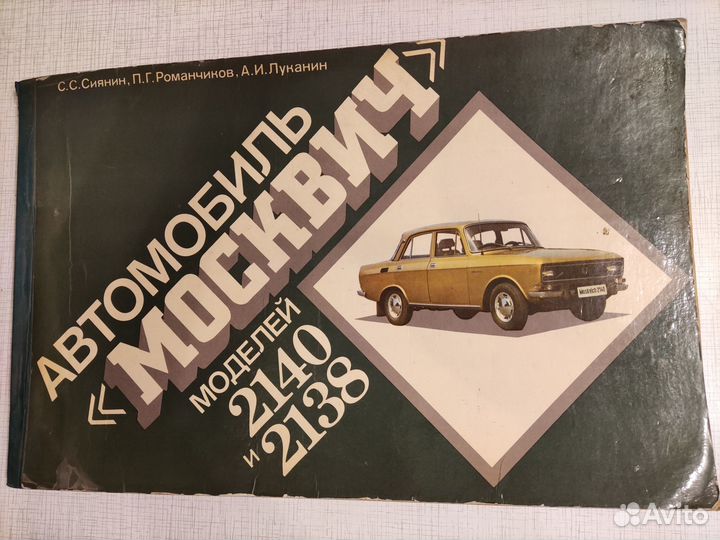 С.С.Сиянин, П.Г.Романчиков, А.И.Луканин
АВТОМОБИЛЬ
«МОСКВИЧ»
МОДЕЛЕЙ
2140
и 2138
Avito